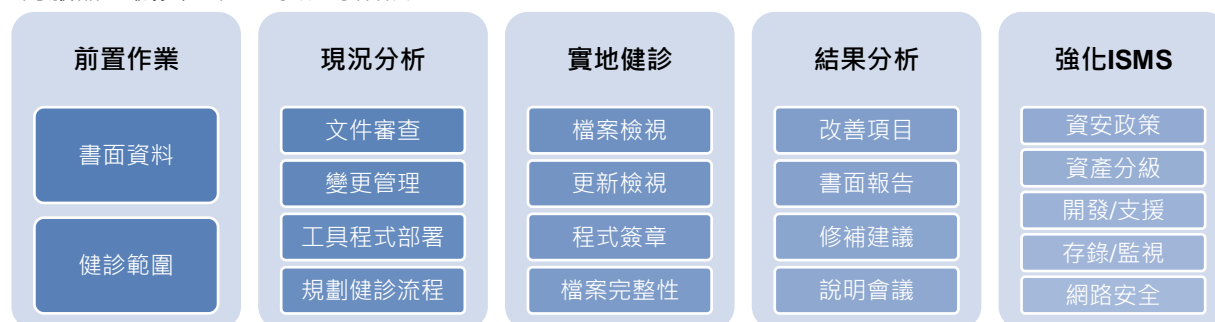 前置作業
書面資料
健診範圍
現況分析
文件審查
變更管理
工具程式部署
規劃健診流程
實地健診
檔案檢視
更新檢視
程式簽章
檔案完整性
結果分析
改善項目
書面報告
修補建議
說明會議
強化ISMS
資安政策
資產分級
開發/支援
存錄/監視
網路安全